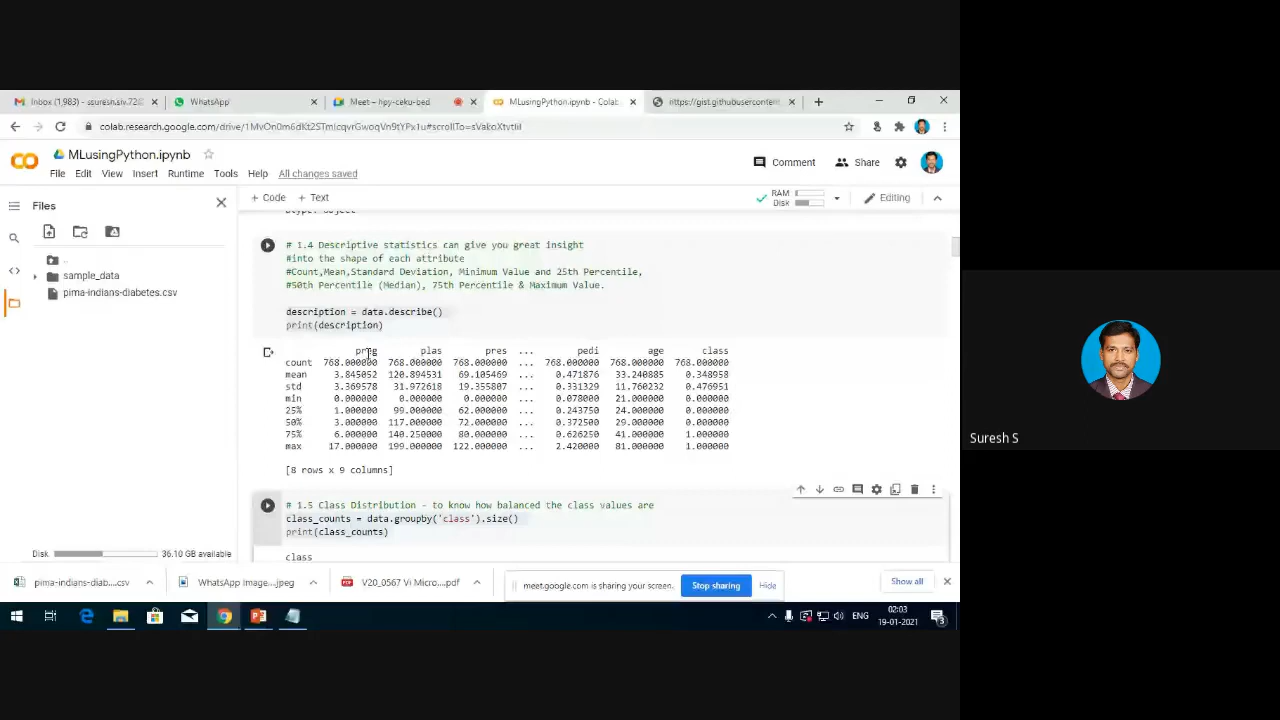 Inbox (1,983) - ssuresh.siv.72@
WhatsApp
Meet – hpy-ceku-bed
MLusingPython.ipynb - Colab
https://gist.githubusercontent
MLusingPython.ipynb
Comment
Share
File Edit View Insert Runtime Tools Help All changes saved
Files
+ Code + Text
RAM
Disk
Editing
..
sample_data
pima-indians-diabetes.csv
dtype: object
# 1.4 Descriptive statistics can give you great insight
#into the shape of each attribute
#Count,Mean,Standard Deviation, Minimum Value and 25th Percentile,
#50th Percentile (Median), 75th Percentile & Maximum Value.
description = data.describe()
print(description)
preg plas pres ... pedi age class
count 768.000000 768.000000 768.000000 ... 768.000000 768.000000 768.000000
mean 3.845052 120.894531 69.105469 ... 0.471876 33.240885 0.348958
std 3.369578 31.972618 19.355807 ... 0.331329 11.760232 0.476951
min 0.000000 0.000000 0.000000 ... 0.078000 21.000000 0.000000
25% 1.000000 99.000000 62.000000 ... 0.243750 24.000000 0.000000
50% 3.000000 117.000000 72.000000 ... 0.372500 29.000000 0.000000
75% 6.000000 140.250000 80.000000 ... 0.626250 41.000000 1.000000
max 17.000000 199.000000 122.000000 ... 2.420000 81.000000 1.000000
[8 rows x 9 columns]
# 1.5 Class Distribution - to know how balanced the class values are
class_counts = data.groupby('class').size()
print(class_counts)
class
Disk
36.10 GB available
pima-indians-diab....csv
WhatsApp Image....jpeg
V20_0567 Vi Micro....pdf
meet.google.com is sharing your screen.
Stop sharing
Hide
Show all
ENG
02:03
19-01-2021
3
Suresh S